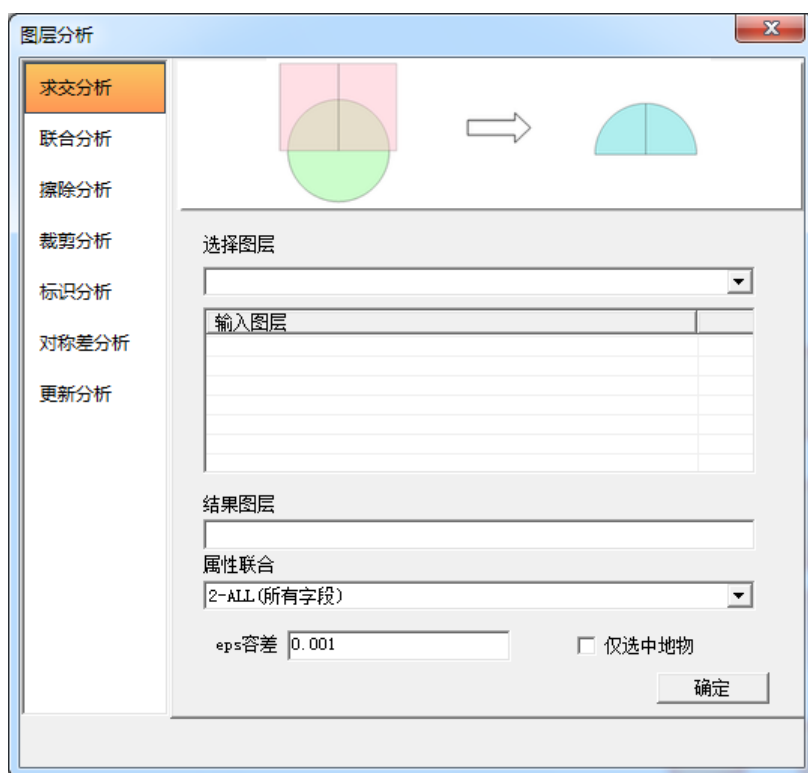 图层分析
求交分析
联合分析
擦除分析
裁剪分析
标识分析
对称差分析
更新分析
选择图层
输入图层
结果图层
属性联合
2-ALL(所有字段)
eps容差 0.001
仅选中地物
确定